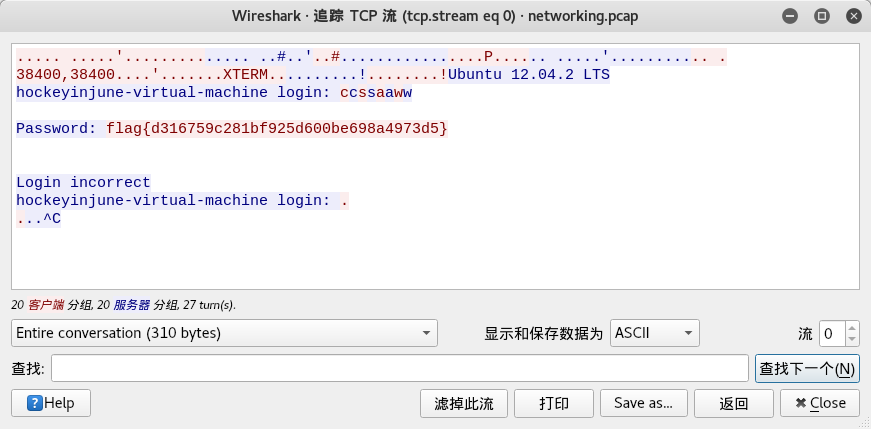 Wireshark · 追踪 TCP 流 (tcp.stream eq 0) · networking.pcap
..... .....'.............. ..#..'..#................P...... .....'............ .
38400,38400....'.......XTERM...........!........!Ubuntu 12.04.2 LTS
hockeyinjune-virtual-machine login: ccssaaww
Password: flag{d316759c281bf925d600be698a4973d5}
Login incorrect
hockeyinjune-virtual-machine login: .
...^C
20 客户端 分组, 20 服务器 分组, 27 turn(s).
Entire conversation (310 bytes) 显示和保存数据为 ASCII 流 0
查找: 查找下一个(N)
?Help 滤掉此流 打印 Save as... 返回 Close